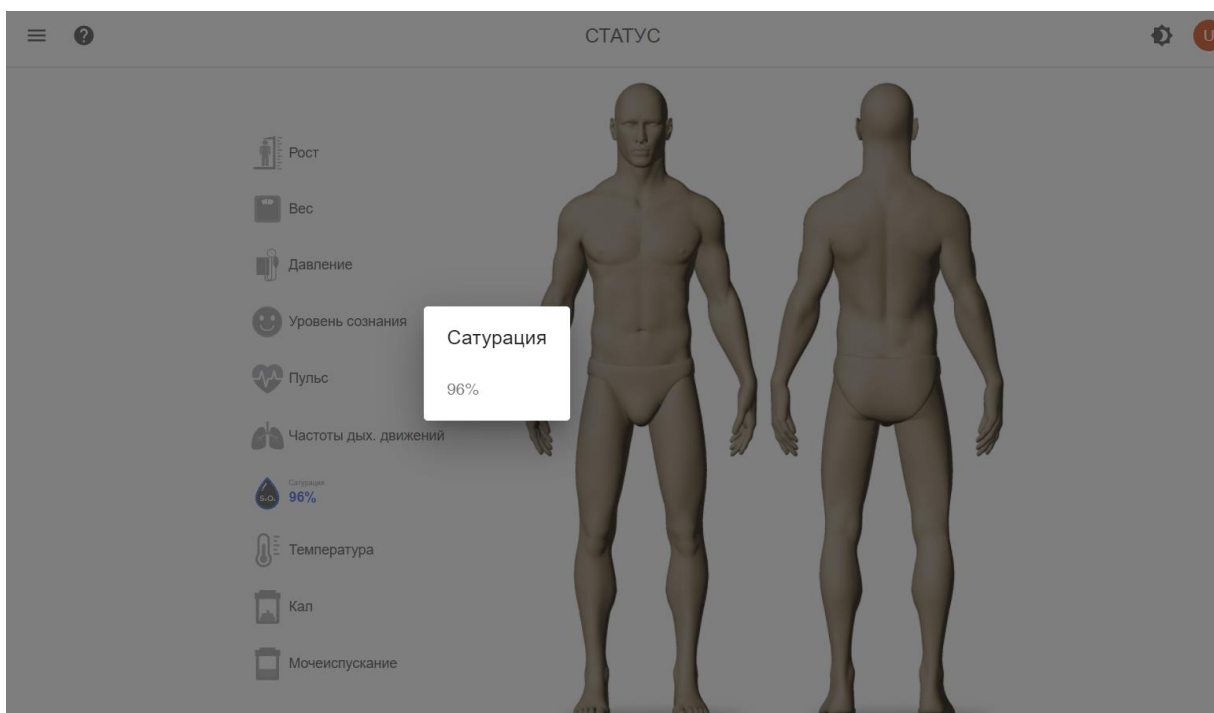 СТАТУС
U
Рост
Вес
Давление
Уровень сознания
Сатурация
96%
Пульс
Частоты дых. движений
Сатурация
96%
Температура
Кал
Мочеиспускание